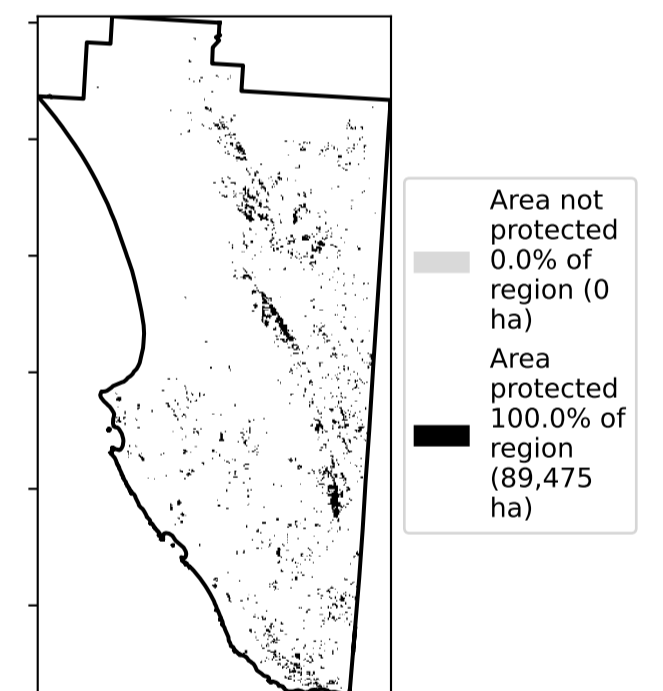 Area not
protected
0.0% of
region (0
ha)
Area
protected
100.0% of
region
(89,475
ha)